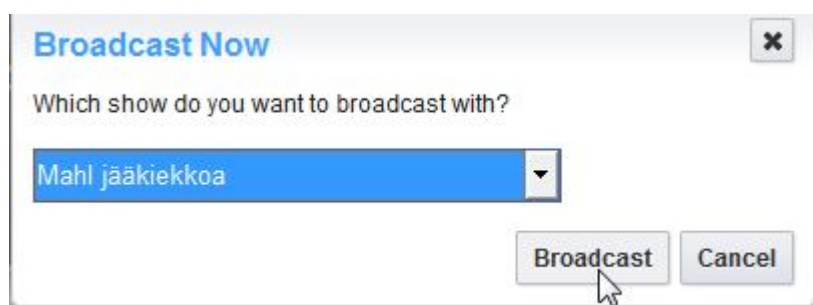 Broadcast Now
Which show do you want to broadcast with?
Mahl jääkiekkoa
Broadcast Cancel